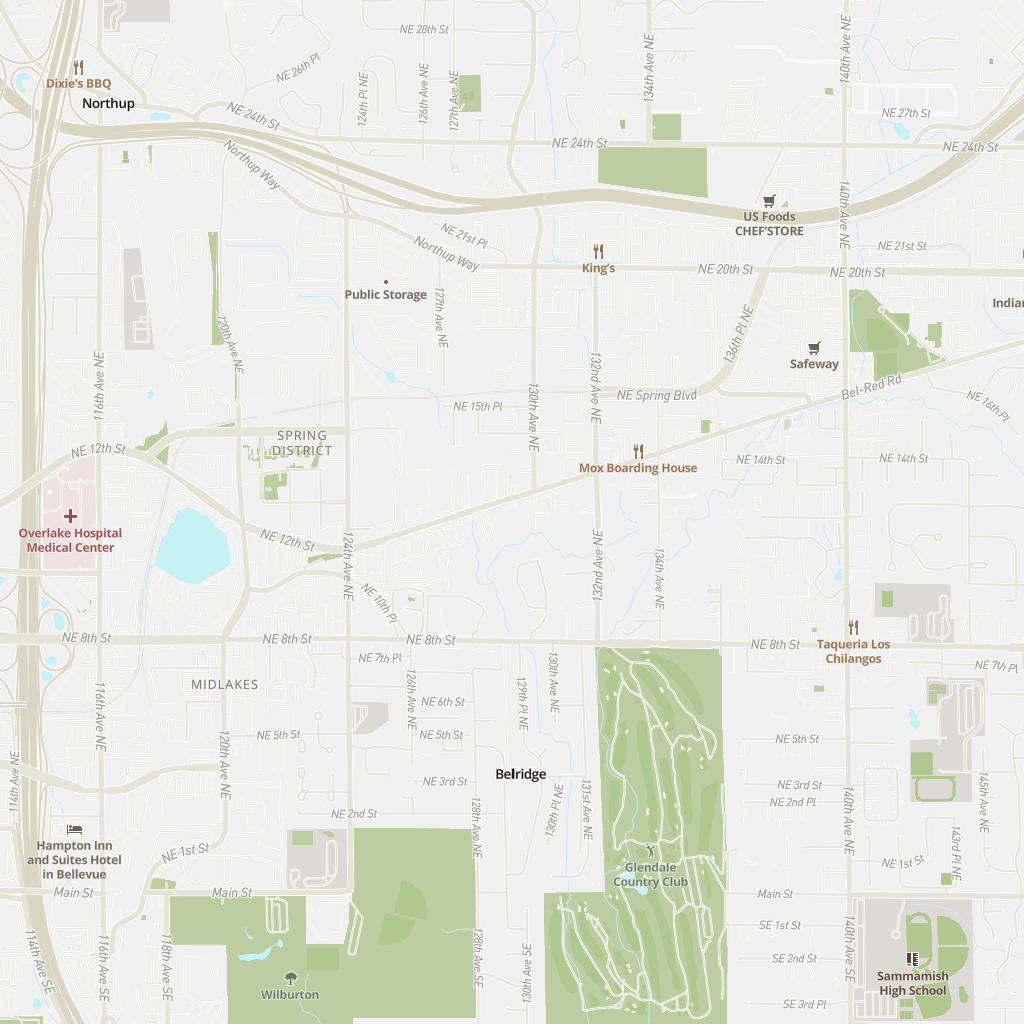 NE 28th St
NE 26th Pl
124th Pl NE
126th Ave NE
127th Ave NE
134th Ave NE
140th Ave NE
Dixie's BBQ
Northup
NE 24th St
NE 27th St
NE 24th St
NE 24th St
Northup Way
140th Ave NE
US Foods
CHEF'STORE
NE 21st Pl
Northup Way
King's
NE 21st St
NE 20th St
NE 20th St
Public Storage
127th Ave NE
Indian
120th Ave NE
136th Pl NE
Safeway
116th Ave NE
132nd Ave NE
130th Ave NE
NE Spring Blvd
Bel-Red Rd
NE 15th Pl
NE 16th Pl
SPRING
DISTRICT
NE 12th St
Mox Boarding House
NE 14th St
NE 14th St
Overlake Hospital
Medical Center
NE 12th St
124th Ave NE
132nd Ave NE
134th Ave NE
NE 10th Pl
NE 8th St
NE 8th St
NE 8th St
NE 8th St
Taqueria Los
Chilangos
NE 7th Pl
NE 7th Pl
MIDLAKES
116th Ave NE
126th Ave NE
129th Pl NE
130th Ave NE
NE 6th St
NE 5th St
NE 5th St
NE 5th St
120th Ave NE
114th Ave NE
Belridge
NE 3rd St
NE 3rd St
NE 2nd Pl
145th Ave NE
130th Pl NE
131st Ave NE
128th Ave NE
140th Ave NE
143rd Pl NE
NE 2nd St
Hampton Inn
and Suites Hotel
in Bellevue
NE 1st St
NE 1st St
Glendale
Country Club
Main St
Main St
Main St
SE 1st St
114th Ave SE
116th Ave SE
118th Ave SE
128th Ave SE
130th Ave SE
140th Ave SE
SE 2nd St
Sammamish
High School
Wilburton
SE 3rd Pl